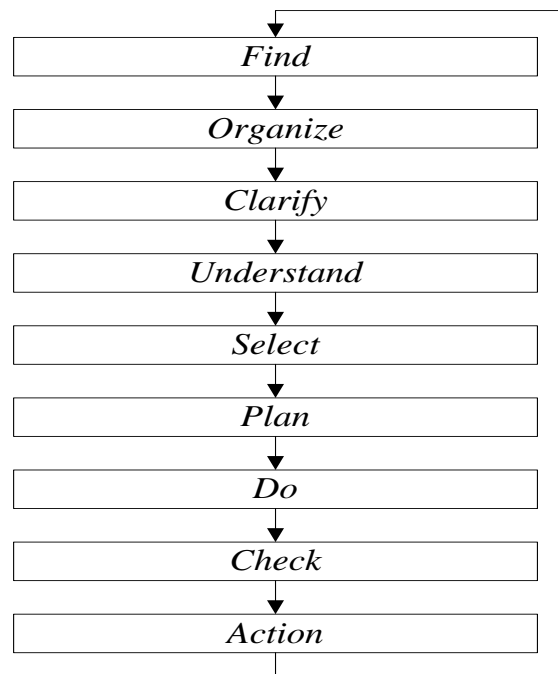 Find
Organize
Clarify
Understand
Select
Plan
Do
Check
Action